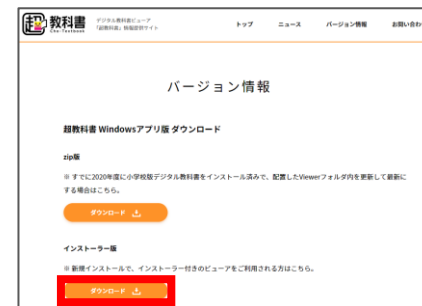 超教科書
Cho-Textbook
デジタル教科書ビューア
「超教科書」情報提供サイト
トップ
ニュース
バージョン情報
お問い合わ
バージョン情報
超教科書 Windowsアプリ版 ダウンロード
zip版
※ すでに2020年度に小学校版デジタル教科書をインストール済みで、配置したViewerフォルダ内を更新して最新に
する場合はこちら。
ダウンロード
インストーラー版
※ 新規インストールで、インストーラー付きのビューアをご利用される方はこちら。
ダウンロード